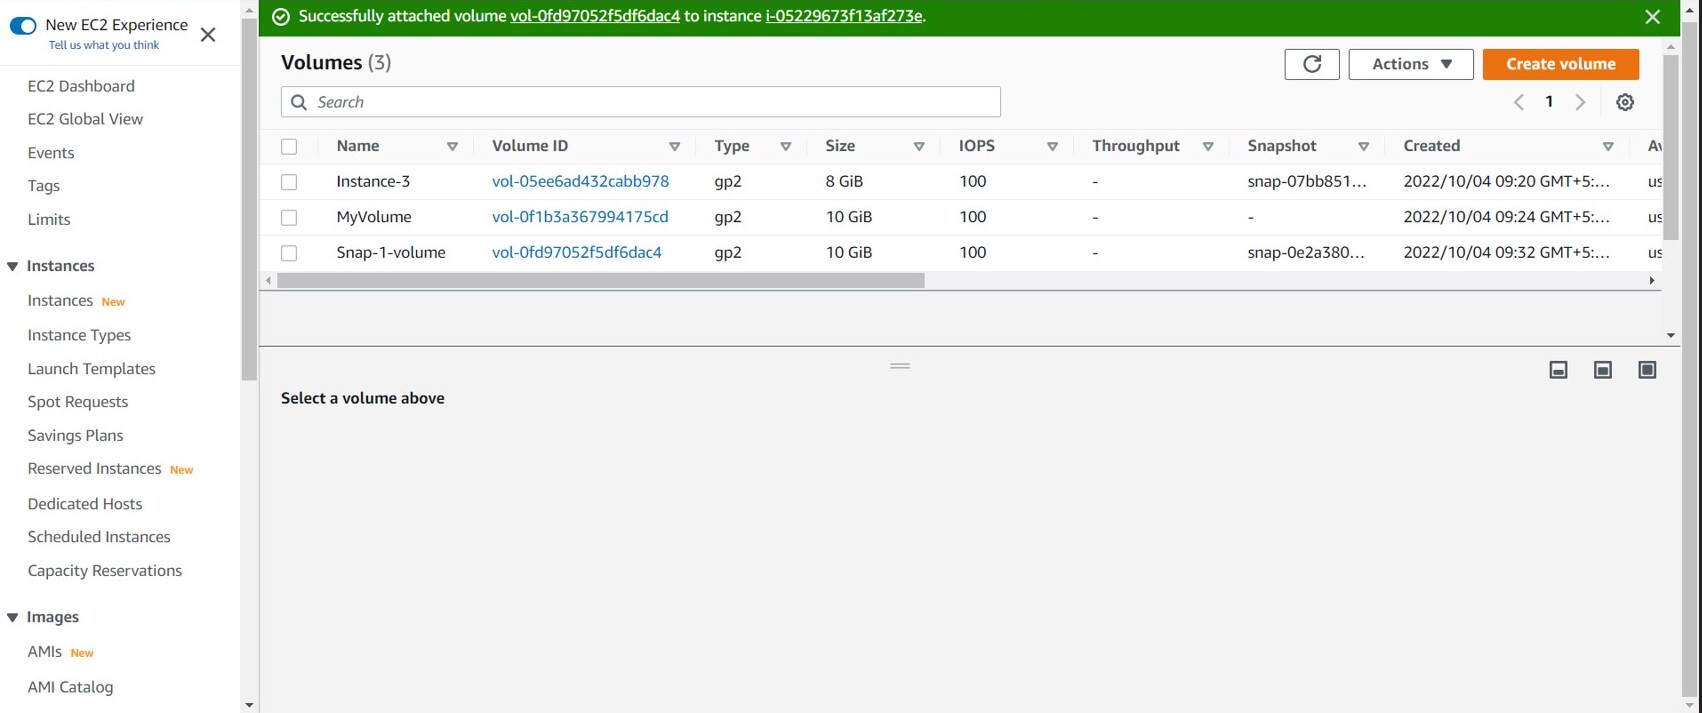 New EC2 Experience
Tell us what you think
EC2 Dashboard
EC2 Global View
Events
Tags
Limits
Instances
Instances New
Instance Types
Launch Templates
Spot Requests
Savings Plans
Reserved Instances New
Dedicated Hosts
Scheduled Instances
Capacity Reservations
Images
AMIs New
AMI Catalog
Successfully attached volume vol-0fd97052f5df6dac4 to instance i-05229673f13af273e.
Volumes (3)
Actions
Create volume
Search
1
Name Volume ID Type Size IOPS Throughput Snapshot Created Av
Instance-3 vol-05ee6ad432cabb978 gp2 8 GiB 100 - snap-07bb851... 2022/10/04 09:20 GMT+5:... us
MyVolume vol-0f1b3a367994175cd gp2 10 GiB 100 - - 2022/10/04 09:24 GMT+5:... us
Snap-1-volume vol-0fd97052f5df6dac4 gp2 10 GiB 100 - snap-0e2a380... 2022/10/04 09:32 GMT+5:... us
Select a volume above